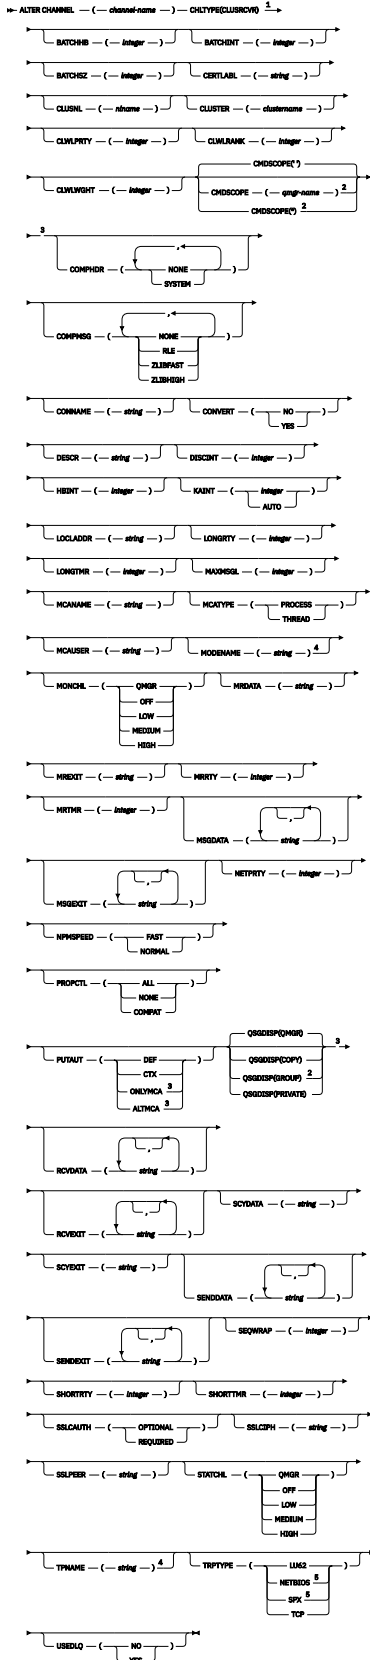 ALTER CHANNEL ( channel-name ) CHLTYPE(CLUSRCVR) 1
BATCHHB ( integer ) BATCHINT ( integer )
BATCHSZ ( integer ) CERTLABL ( string )
CLUSNL ( nlname ) CLUSTER ( clustername )
CLWLPRTY ( integer ) CLWLRANK ( integer )
CMDSCOPE(' ')
CLWLWGHT ( integer ) CMDSCOPE ( qmgr-name ) 2
CMDSCOPE(*) 2
3
,
COMPHDR ( NONE )
SYSTEM
,
COMPMSG ( NONE )
RLE
ZLIBFAST
ZLIBHIGH
CONNAME ( string ) CONVERT ( NO )
YES
DESCR ( string ) DISCINT ( integer )
HBINT ( integer ) KAINT ( integer )
AUTO
LOCLADDR ( string ) LONGRTY ( integer )
LONGTMR ( integer ) MAXMSGL ( integer )
MCANAME ( string ) MCATYPE ( PROCESS )
THREAD
MCAUSER ( string ) MODENAME ( string ) 4
MONCHL ( QMGR ) MRDATA ( string )
OFF
LOW
MEDIUM
HIGH
MREXIT ( string ) MRRTY ( integer )
MRTMR ( integer )
,
MSGDATA ( string )
,
MSGEXIT ( string )
NETPRTY ( integer )
NPMSPEED ( FAST )
NORMAL
PROPCTL ( ALL )
NONE
COMPAT
QSGDISP(QMGR)
PUTAUT ( DEF ) QSGDISP(COPY) 3
CTX QSGDISP(GROUP) 2
ONLYMCA 3 QSGDISP(PRIVATE)
ALTMCA 3
,
RCVDATA ( string )
,
RCVEXIT ( string )
SCYDATA ( string )
SCYEXIT ( string )
,
SENDDATA ( string )
,
SENDEXIT ( string )
SEQWRAP ( integer )
SHORTRTY ( integer ) SHORTTMR ( integer )
SSLCAUTH ( OPTIONAL ) SSLCIPH ( string )
REQUIRED
SSLPEER ( string ) STATCHL ( QMGR )
OFF
LOW
MEDIUM
HIGH
TPNAME ( string ) 4 TRPTYPE ( LU62 )
NETBIOS 5
SPX 5
TCP
USEDLQ ( NO )
YES